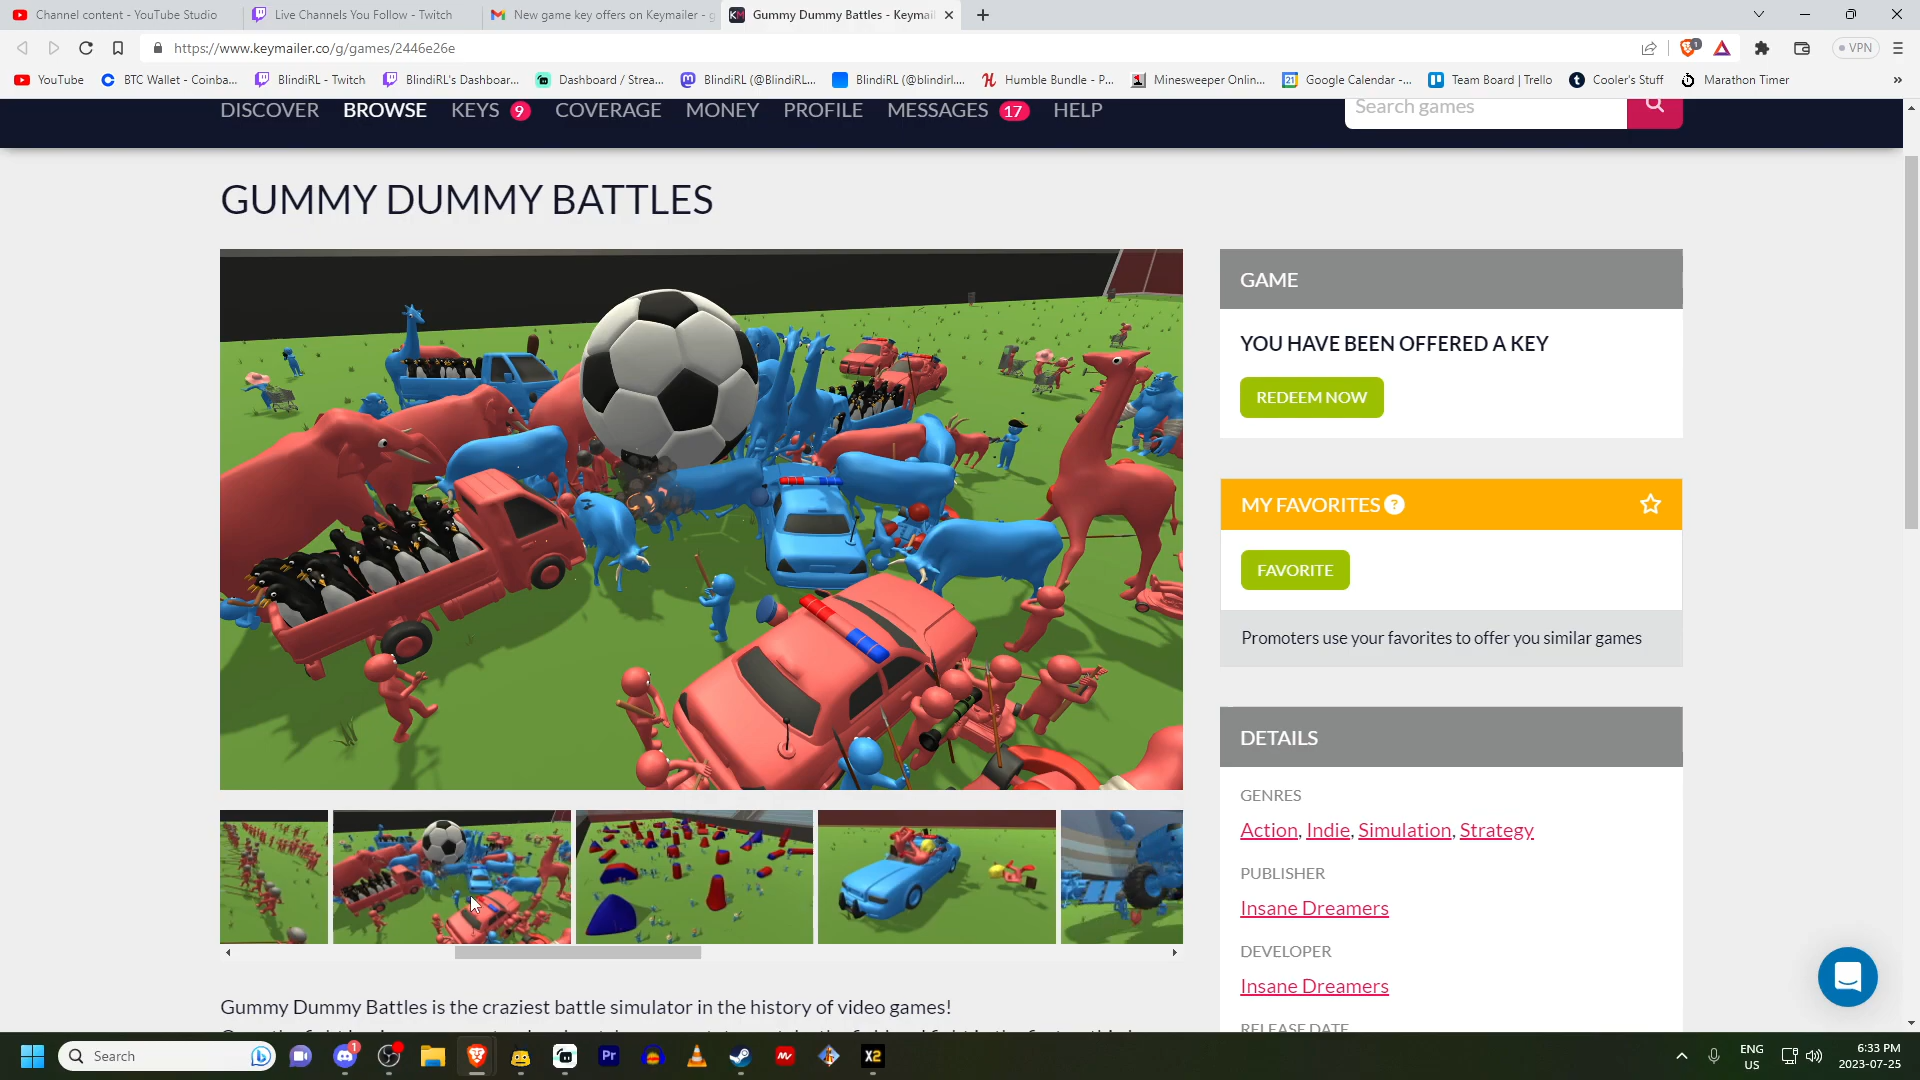 Channel content - YouTube Studio
Live Channels You Follow - Twitch
New game key offers on Keymailer - g
Gummy Dummy Battles - Keymail
https://www.keymailer.co/g/games/2446e26e
1
VPN
YouTube
BTC Wallet - Coinba...
BlindiRL - Twitch
BlindiRL's Dashboar...
Dashboard / Strea...
BlindiRL (@BlindiRL...
BlindiRL (@blindirl....
Humble Bundle - P...
Minesweeper Onlin...
Google Calendar -...
Team Board | Trello
Cooler's Stuff
Marathon Timer
»
DISCOVER
BROWSE
KEYS 9
COVERAGE
MONEY
PROFILE
MESSAGES 17
HELP
Search games
GUMMY DUMMY BATTLES
GAME
YOU HAVE BEEN OFFERED A KEY
REDEEM NOW
MY FAVORITES ?
FAVORITE
Promoters use your favorites to offer you similar games
DETAILS
GENRES
Action, Indie, Simulation, Strategy
PUBLISHER
Insane Dreamers
DEVELOPER
Insane Dreamers
RELEASE DATE
Gummy Dummy Battles is the craziest battle simulator in the history of video games!
Search
1
Pr
X2
ENG
US
6:33 PM
2023-07-25